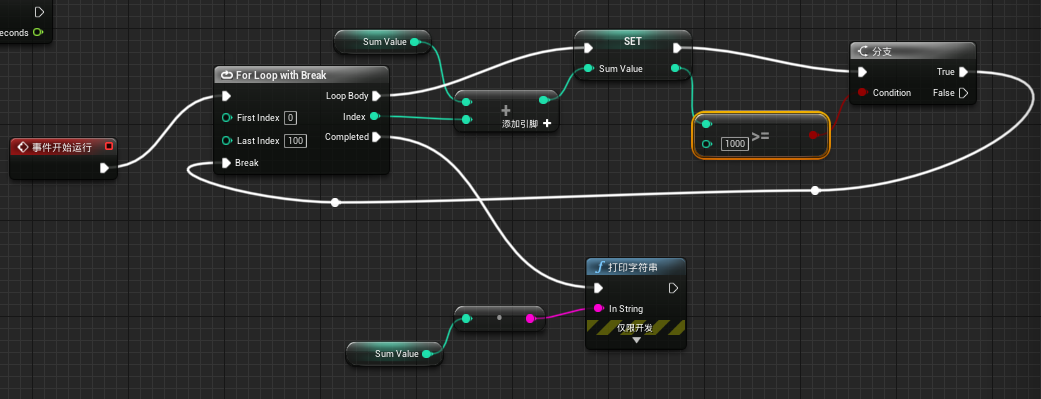 econds
Sum Value
SET
Sum Value
分支
True
Condition
False
For Loop with Break
Loop Body
First Index 0
Index
Last Index 100
Completed
Break
+
添加引脚 +
1000 >=
事件开始运行
f 打印字符串
In String
仅限开发
Sum Value